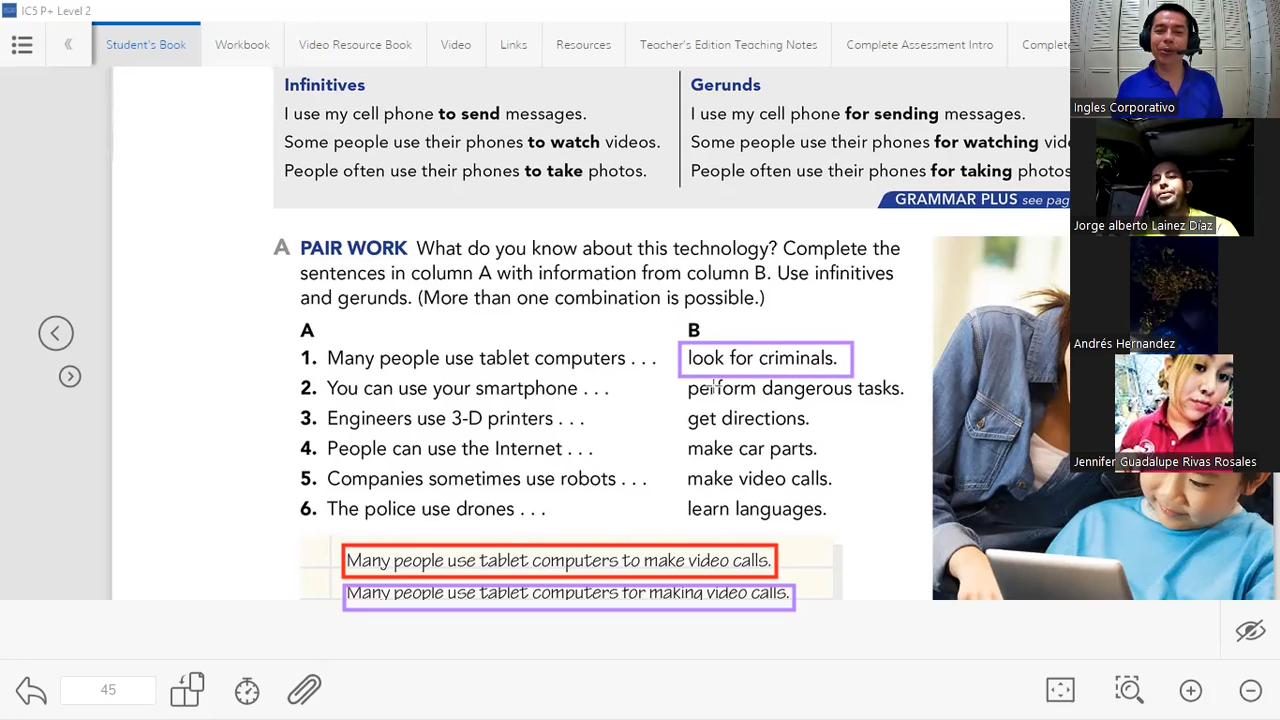 IC5 P+ Level 2
Student's Book Workbook Video Resource Book Video Links Resources Teacher's Edition Teaching Notes Complete Assessment Intro Complete
Ingles Corporativo
Jorge alberto Lainez Diaz
Andrés Hernandez
Jennifer Guadalupe Rivas Rosales
Infinitives
I use my cell phone to send messages.
Some people use their phones to watch videos.
People often use their phones to take photos.
Gerunds
I use my cell phone for sending messages.
Some people use their phones for watching
People often use their phones for taking photos
GRAMMAR PLUS see
A PAIR WORK What do you know about this technology? Complete the
sentences in column A with information from column B. Use infinitives
and gerunds. (More than one combination is possible.)
A
1. Many people use tablet computers . . .
2. You can use your smartphone . . .
3. Engineers use 3-D printers . . .
4. People can use the Internet . . .
5. Companies sometimes use robots . . .
6. The police use drones . . .
B
look for criminals.
perform dangerous tasks.
get directions.
make car parts.
make video calls.
learn languages.
Many people use tablet computers to make video calls.
Many people use tablet computers for making video calls.
45